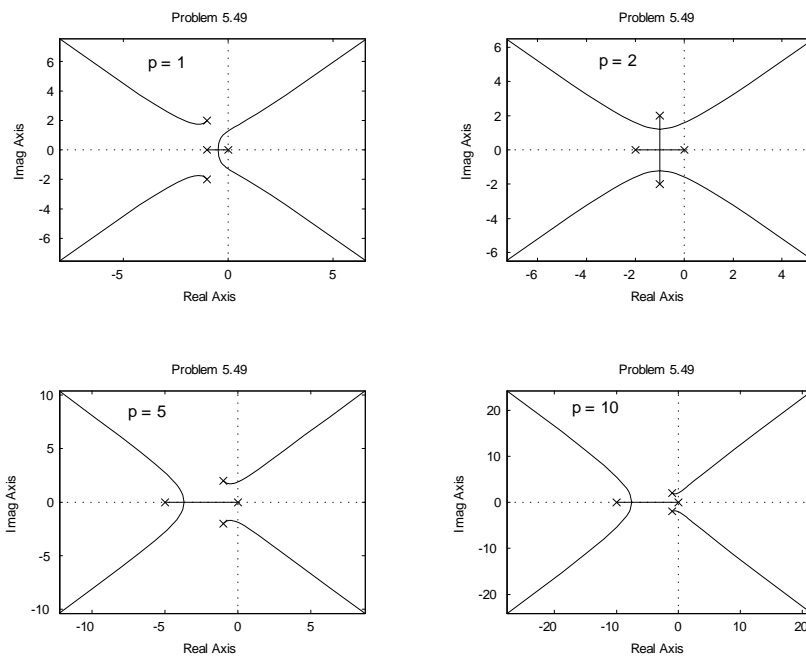 Problem 5.49
p = 1
6
4
2
0
-2
-4
-6
-5 0 5
Imag Axis
Real Axis
Problem 5.49
p = 2
6
4
2
0
-2
-4
-6
-6 -4 -2 0 2 4
Imag Axis
Real Axis
Problem 5.49
p = 5
10
5
0
-5
-10
-10 -5 0 5
Imag Axis
Real Axis
Problem 5.49
p = 10
20
10
0
-10
-20
-20 -10 0 10 20
Imag Axis
Real Axis